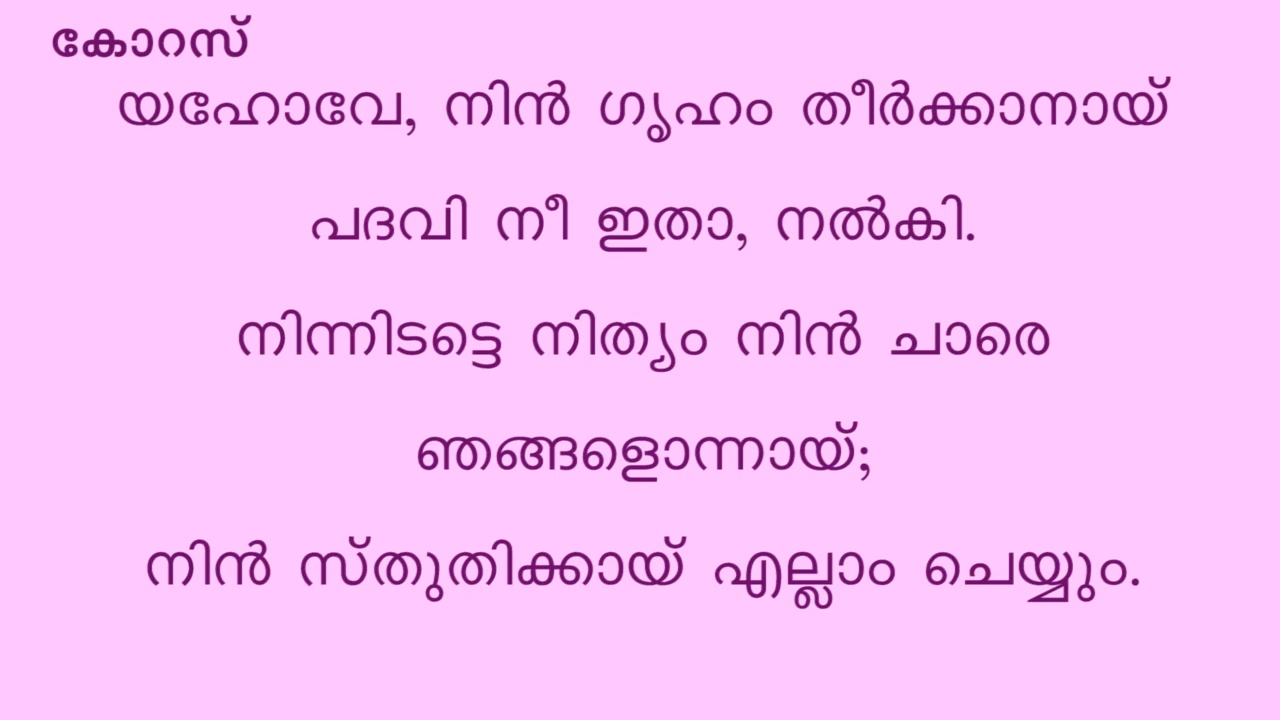 കോറസ്
യഹോവേ, നിൻ ഗൃഹം തീർക്കാനായ്
പദവി നീ ഇതാ, നൽകി.
നിന്നിടട്ടെ നിത്യം നിൻ ചാരെ
ഞങ്ങളൊന്നായ്;
നിൻ സ്തുതിക്കായ് എല്ലാം ചെയ്യും.